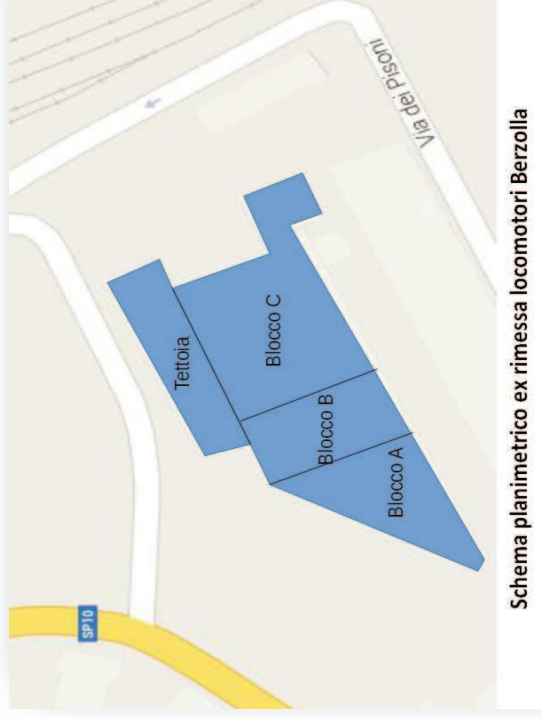 SP10
Via dei Pisoni
Tettoia
Blocco C
Blocco B
Blocco A
Schema planimetrico ex rimessa locomotori Berzolla